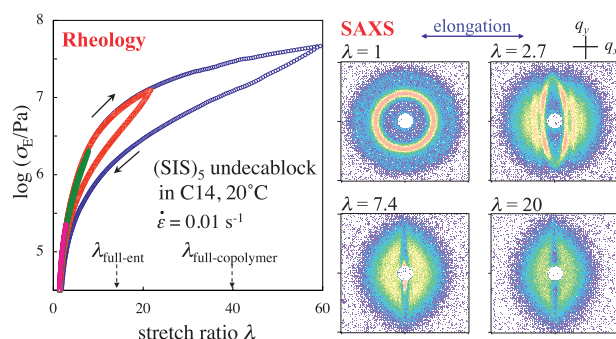 Rheology
8
7
6
5
log (σE/Pa)
(SIS)5 undecablock
in C14, 20˚C
ε̇ = 0.01 s-1
λfull-ent
λfull-copolymer
0
20
40
60
stretch ratio λ
SAXS
elongation
qy
qx
λ = 1
λ = 2.7
λ = 7.4
λ = 20